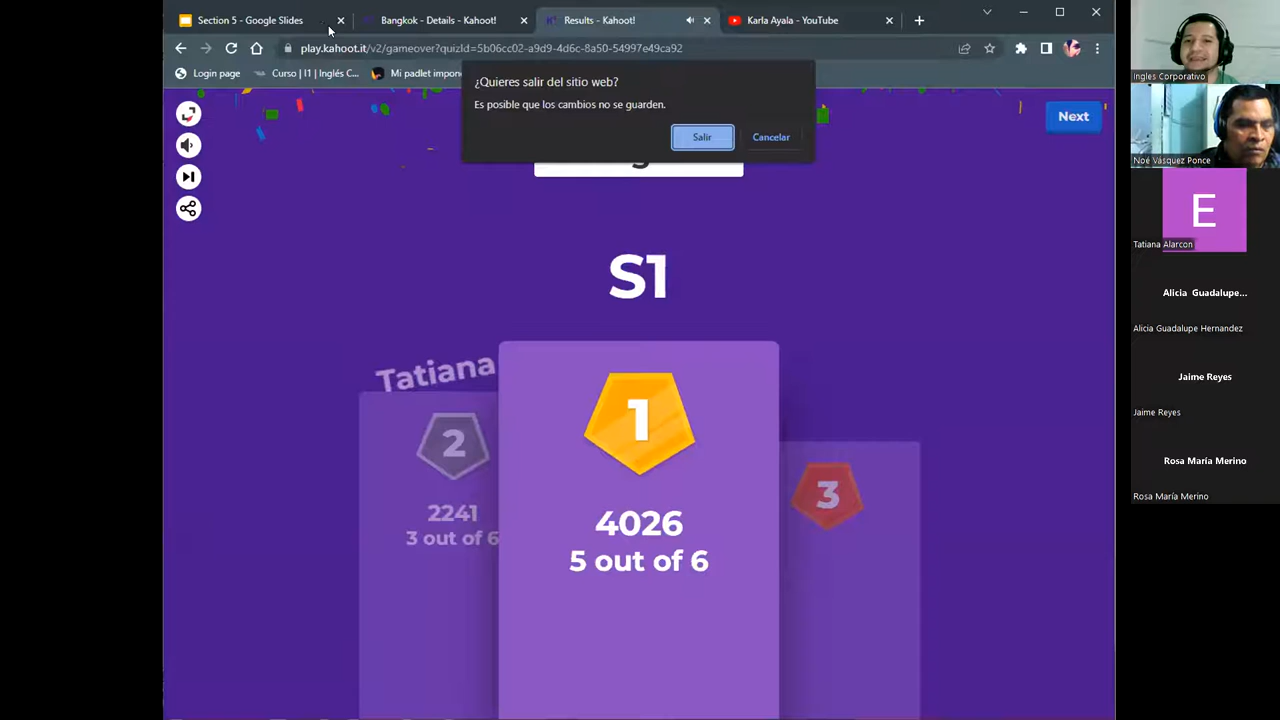 Section 5 - Google Slides
Bangkok - Details - Kahoot!
Results - Kahoot!
Karla Ayala - YouTube
play.kahoot.it/v2/gameover?quizId=5b06cc02-a9d9-4d6c-8a50-54997e49ca92
Login page
Curso | I1 | Inglés C...
Mi padlet impon
¿Quieres salir del sitio web?
Es posible que los cambios no se guarden.
Salir
Cancelar
Next
S1
Tatiana
1
2
3
4026
5 out of 6
2241
3 out of 6
Ingles Corporativo
Noé Vásquez Ponce
E
Tatiana Alarcon
Alicia Guadalupe...
Alicia Guadalupe Hernandez
Jaime Reyes
Jaime Reyes
Rosa María Merino
Rosa María Merino